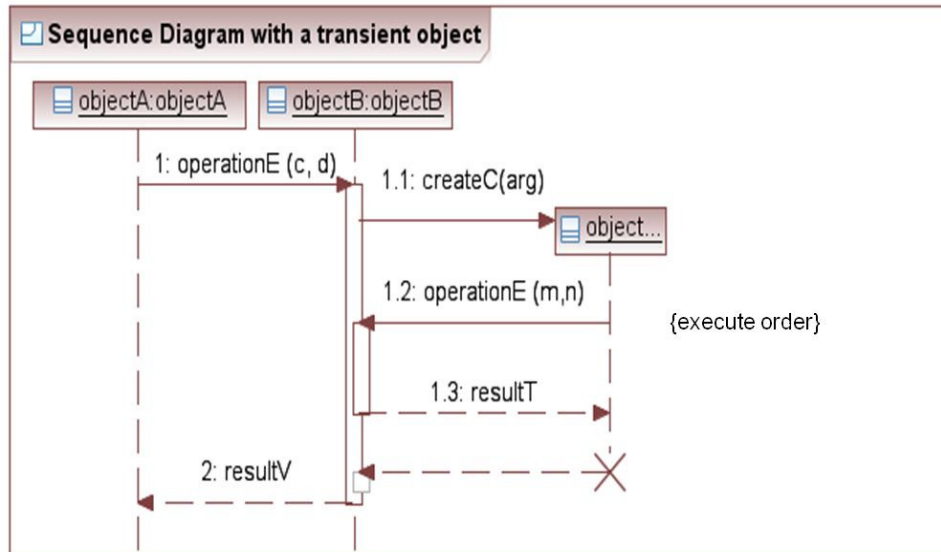 Sequence Diagram with a transient object
objectA:objectA
objectB:objectB
1: operationE (c, d)
1.1: createC(arg)
object...
1.2: operationE (m,n)
{execute order}
1.3: resultT
2: resultV